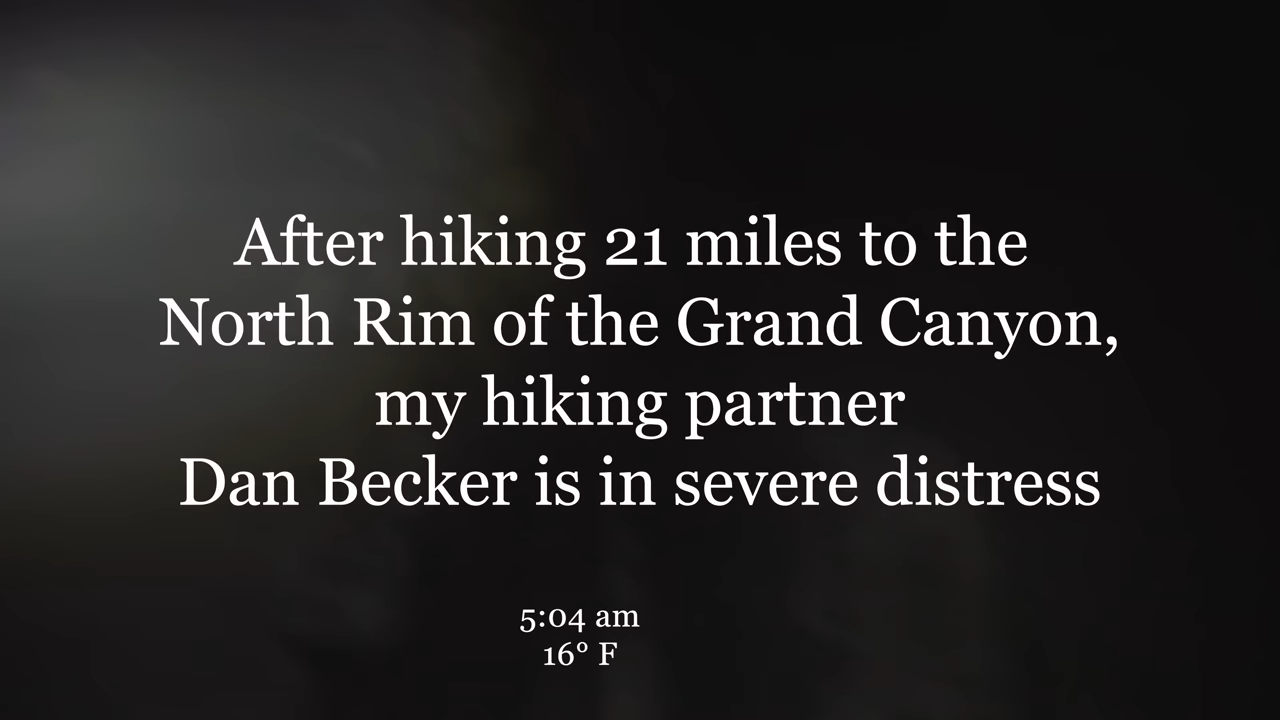 After hiking 21 miles to the
North Rim of the Grand Canyon,
my hiking partner
Dan Becker is in severe distress
5:04 am
16° F